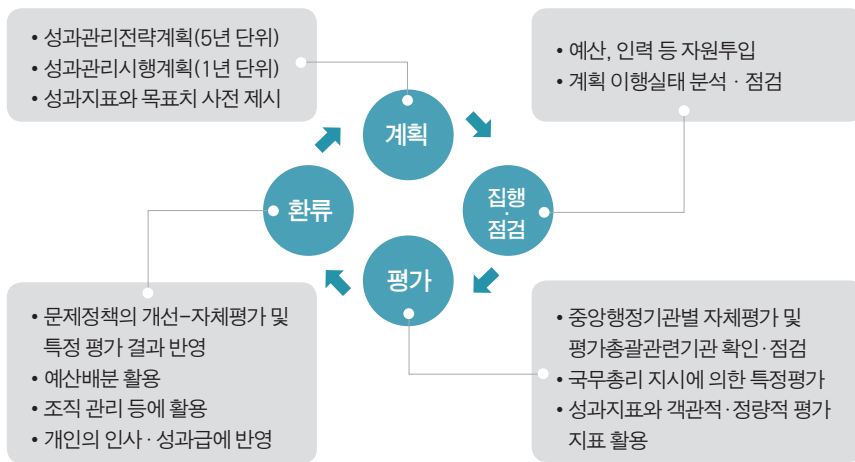 • 성과관리전략계획(5년 단위)
• 성과관리시행계획(1년 단위)
• 성과지표와 목표치 사전 제시
• 예산, 인력 등 자원투입
• 계획 이행실태 분석 · 점검
계획
집행
·
점검
평가
환류
• 문제정책의 개선–자체평가 및
특정 평가 결과 반영
• 예산배분 활용
• 조직 관리 등에 활용
• 개인의 인사 · 성과급에 반영
• 중앙행정기관별 자체평가 및
평가총괄관련기관 확인·점검
• 국무총리 지시에 의한 특정평가
• 성과지표와 객관적·정량적 평가
지표 활용